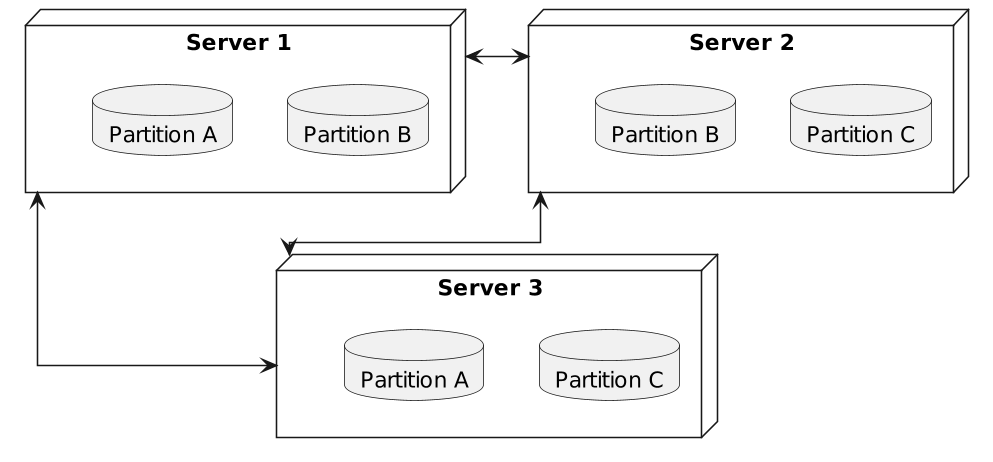 Server 1
Partition A
Partition B
Server 2
Partition B
Partition C
Server 3
Partition A
Partition C